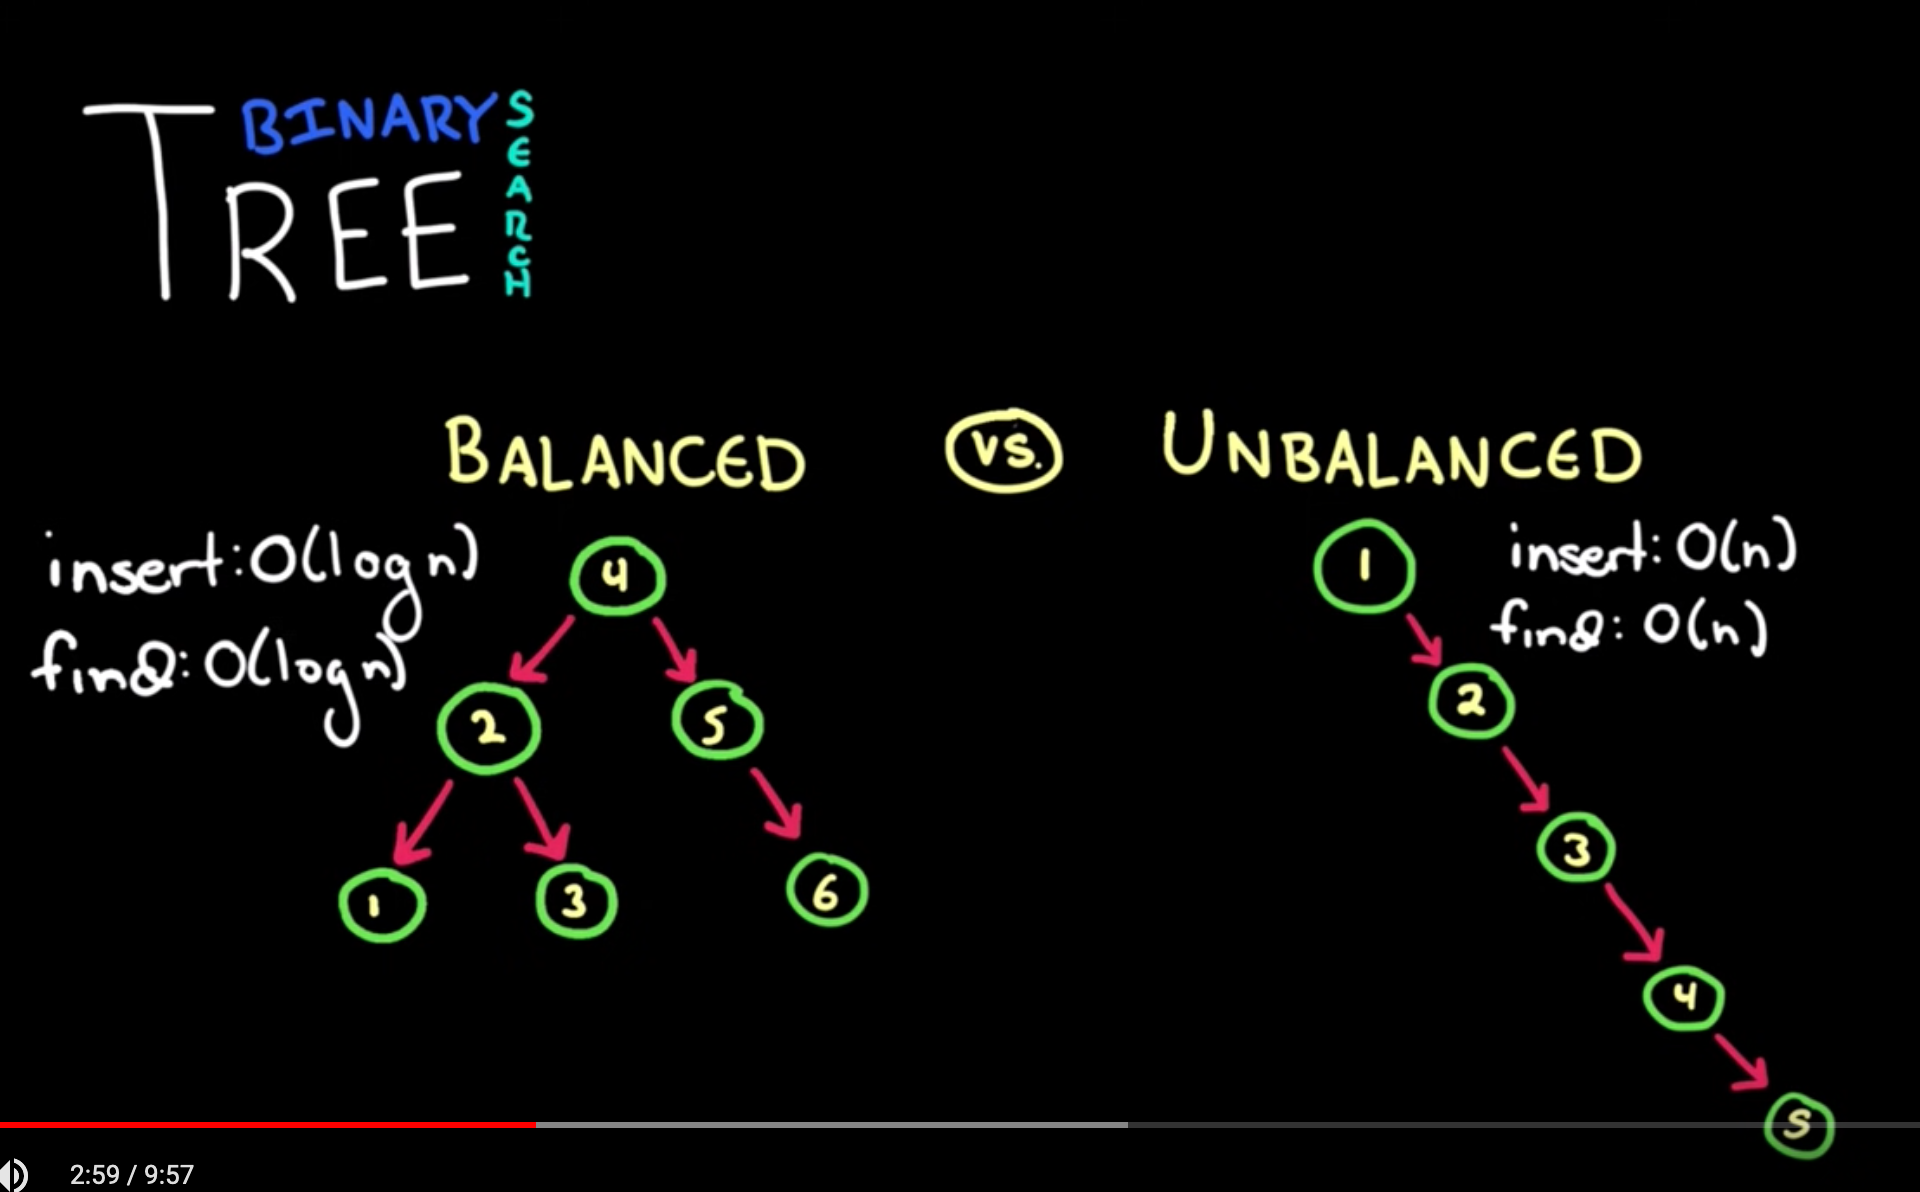 BINARY
TREE
SEARCH
BALANCED vs. UNBALANCED
insert: O(log n)
find: O(log n)
4
2
5
1
3
6
insert: O(n)
find: O(n)
1
2
3
4
5
2:59 / 9:57